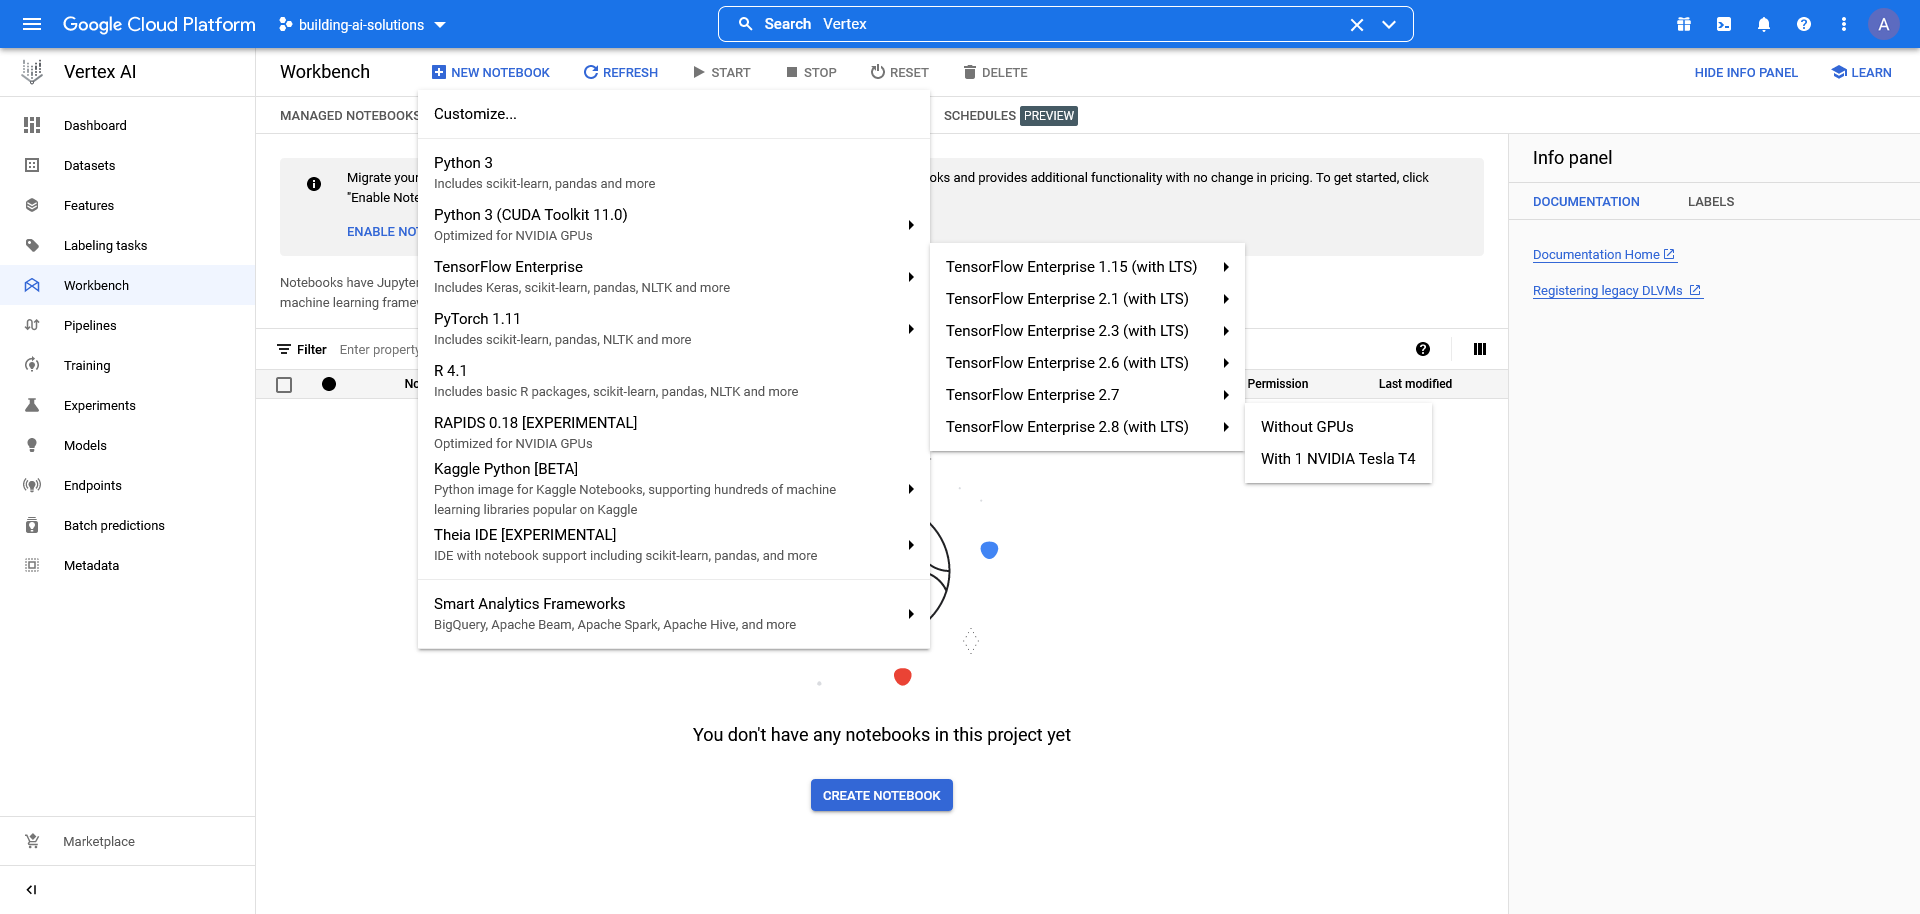 Google Cloud Platform
building-ai-solutions
Search Vertex
A
Vertex AI
Workbench
NEW NOTEBOOK
REFRESH
START
STOP
RESET
DELETE
HIDE INFO PANEL
LEARN
Dashboard
Datasets
Features
Labeling tasks
Workbench
Pipelines
Training
Experiments
Models
Endpoints
Batch predictions
Metadata
Marketplace
MANAGED NOTEBOOKS
SCHEDULES PREVIEW
Migrate your
oks and provides additional functionality with no change in pricing. To get started, click
"Enable Note
ENABLE NO
Notebooks have Jupyter
machine learning frame
Filter Enter property
Permission
Last modified
Customize...
Python 3
Includes scikit-learn, pandas and more
Python 3 (CUDA Toolkit 11.0)
Optimized for NVIDIA GPUs
TensorFlow Enterprise
Includes Keras, scikit-learn, pandas, NLTK and more
PyTorch 1.11
Includes scikit-learn, pandas, NLTK and more
R 4.1
Includes basic R packages, scikit-learn, pandas, NLTK and more
RAPIDS 0.18 [EXPERIMENTAL]
Optimized for NVIDIA GPUs
Kaggle Python [BETA]
Python image for Kaggle Notebooks, supporting hundreds of machine
learning libraries popular on Kaggle
Theia IDE [EXPERIMENTAL]
IDE with notebook support including scikit-learn, pandas, and more
Smart Analytics Frameworks
BigQuery, Apache Beam, Apache Spark, Apache Hive, and more
TensorFlow Enterprise 1.15 (with LTS)
TensorFlow Enterprise 2.1 (with LTS)
TensorFlow Enterprise 2.3 (with LTS)
TensorFlow Enterprise 2.6 (with LTS)
TensorFlow Enterprise 2.7
TensorFlow Enterprise 2.8 (with LTS)
Without GPUs
With 1 NVIDIA Tesla T4
You don't have any notebooks in this project yet
CREATE NOTEBOOK
Info panel
DOCUMENTATION
LABELS
Documentation Home
Registering legacy DLVMs